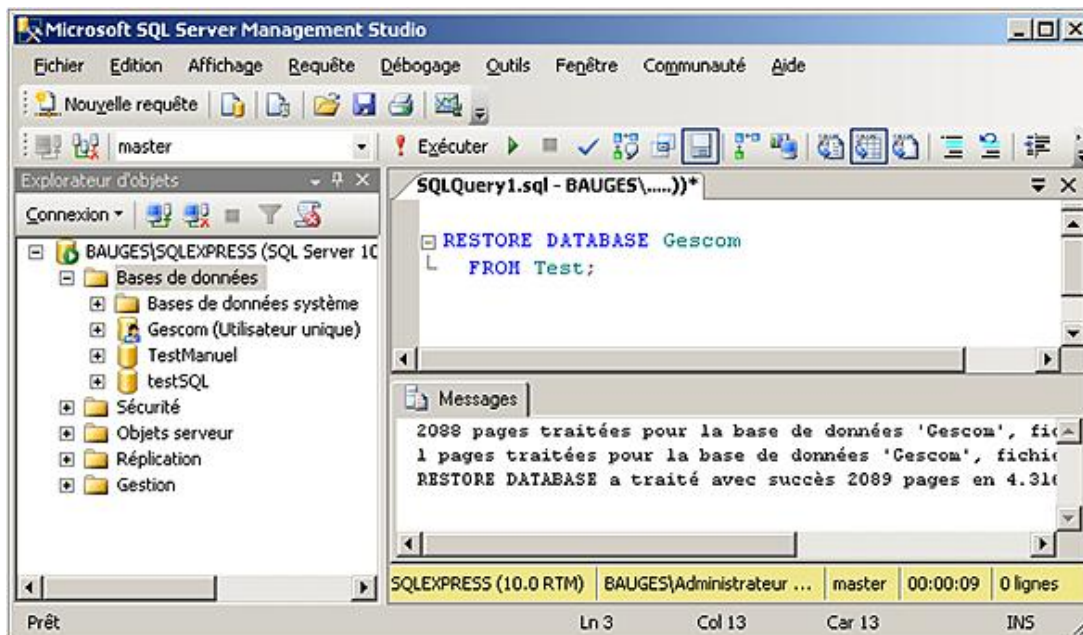 Microsoft SQL Server Management Studio
Fichier Edition Affichage Requête Débogage Outils Fenêtre Communauté Aide
Nouvelle requête
master
Exécuter
Explorateur d'objets
Connexion
BAUGES\SQLEXPRESS (SQL Server 10
Bases de données
Bases de données système
Gescom (Utilisateur unique)
TestManuel
testSQL
Sécurité
Objets serveur
Réplication
Gestion
SQLQuery1.sql - BAUGES\.....))*
RESTORE DATABASE Gescom
FROM Test;
Messages
2088 pages traitées pour la base de données 'Gescom', fic
1 pages traitées pour la base de données 'Gescom', fichie
RESTORE DATABASE a traité avec succès 2089 pages en 4.316
SQLEXPRESS (10.0 RTM) BAUGES\Administrateur ... master 00:00:09 0 lignes
Prêt Ln 3 Col 13 Car 13 INS